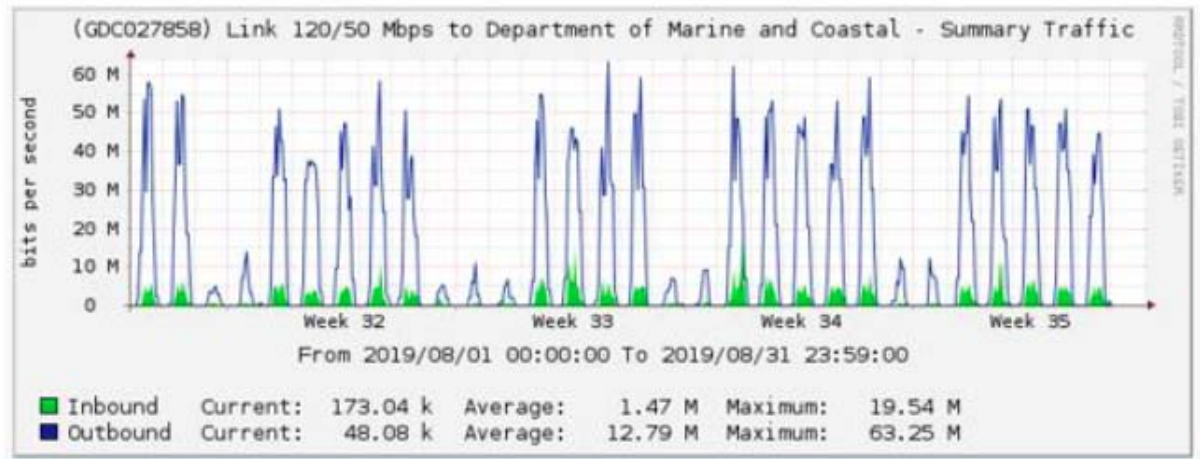 (GDC027858) Link 120/50 Mbps to Department of Marine and Coastal - Summary Traffic
RRDTOOL / TOBI OETIKER
bits per second
60 M
50 M
40 M
30 M
20 M
10 M
0
Week 32 Week 33 Week 34 Week 35
From 2019/08/01 00:00:00 To 2019/08/31 23:59:00
Inbound Current: 173.04 k Average: 1.47 M Maximum: 19.54 M
Outbound Current: 48.08 k Average: 12.79 M Maximum: 63.25 M